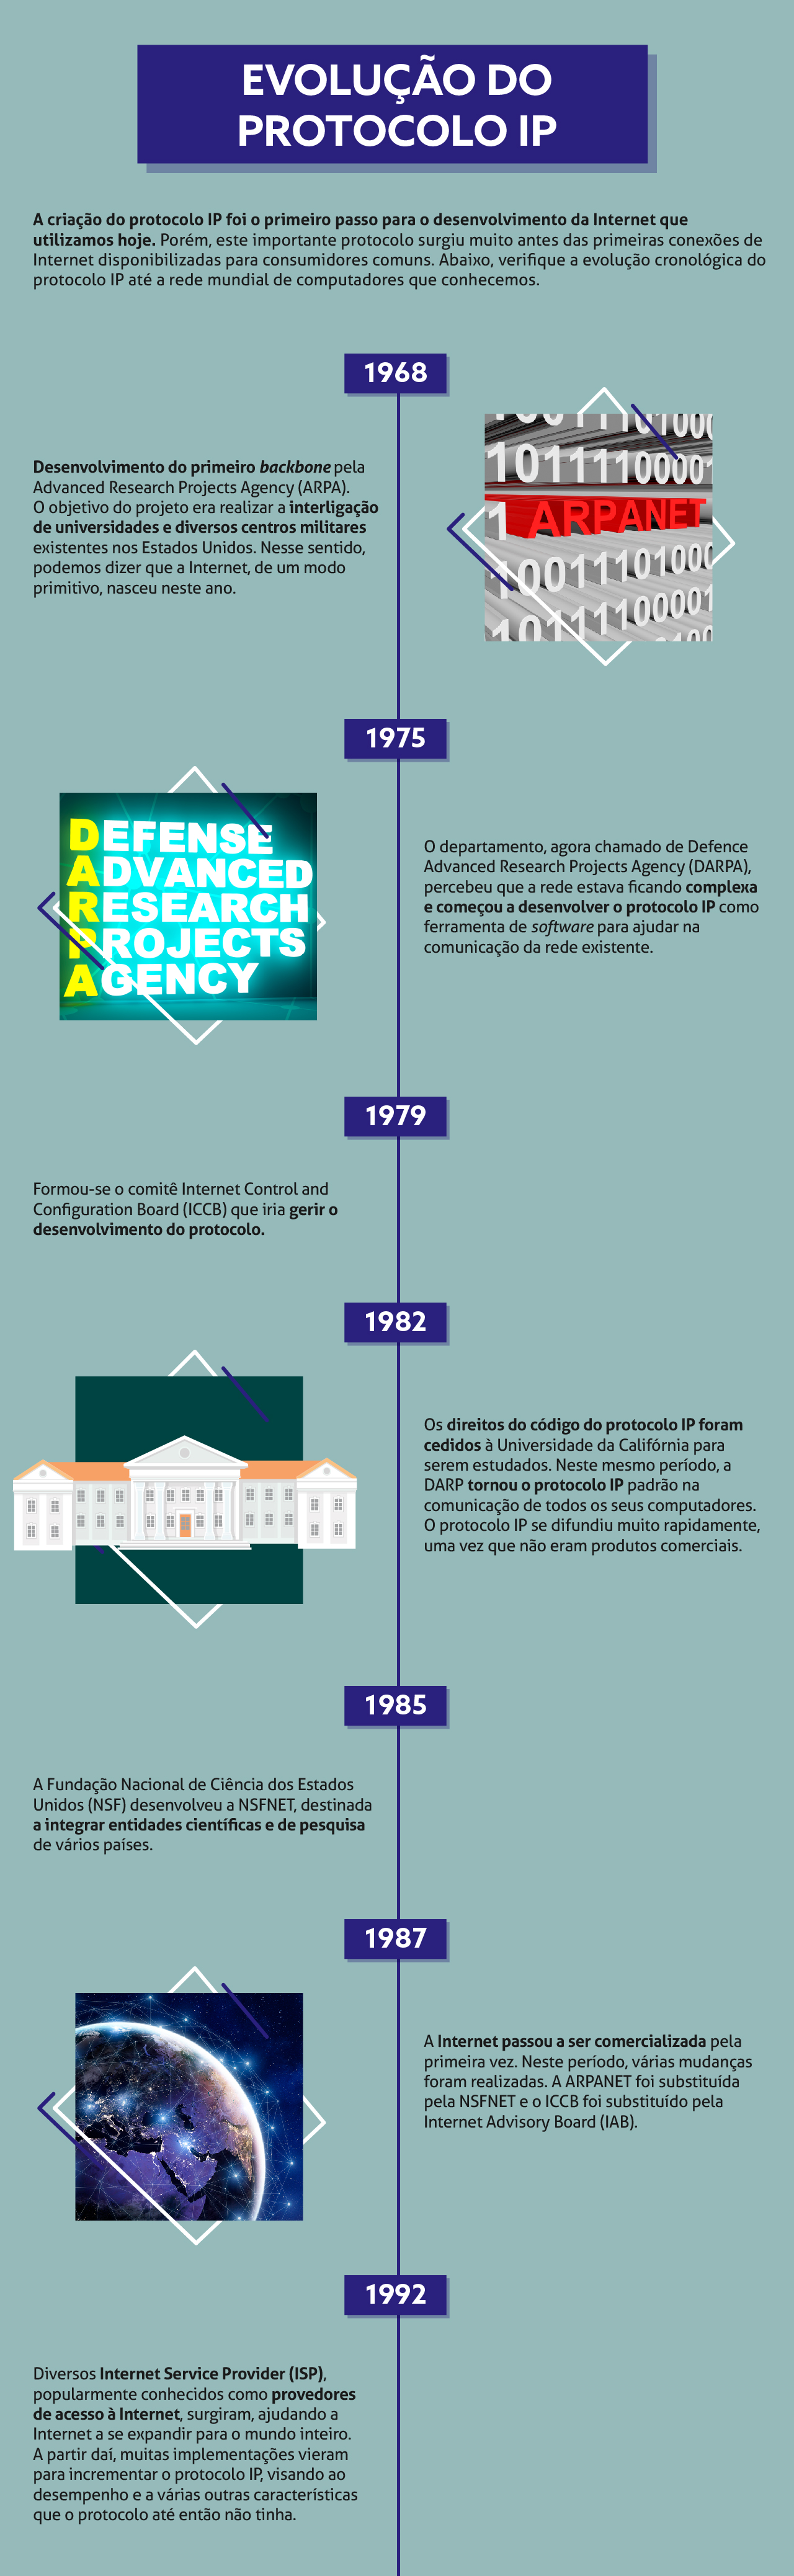 EVOLUÇÃO DO
PROTOCOLO IP
A criação do protocolo IP foi o primeiro passo para o desenvolvimento da Internet que
utilizamos hoje. Porém, este importante protocolo surgiu muito antes das primeiras conexões de
Internet disponibilizadas para consumidores comuns. Abaixo, verifique a evolução cronológica do
protocolo IP até a rede mundial de computadores que conhecemos.
1968
Desenvolvimento do primeiro backbone pela
Advanced Research Projects Agency (ARPA).
O objetivo do projeto era realizar a interligação
de universidades e diversos centros militares
existentes nos Estados Unidos. Nesse sentido,
podemos dizer que a Internet, de um modo
primitivo, nasceu neste ano.
1 ARPANET
1975
DEFENSE
ADVANCED
RESEARCH
PROJECTS
AGENCY
O departamento, agora chamado de Defence
Advanced Research Projects Agency (DARPA),
percebeu que a rede estava ficando complexa
e começou a desenvolver o protocolo IP como
ferramenta de software para ajudar na
comunicação da rede existente.
1979
Formou-se o comitê Internet Control and
Configuration Board (ICCB) que iria gerir o
desenvolvimento do protocolo.
1982
Os direitos do código do protocolo IP foram
cedidos à Universidade da Califórnia para
serem estudados. Neste mesmo período, a
DARP tornou o protocolo IP padrão na
comunicação de todos os seus computadores.
O protocolo IP se difundiu muito rapidamente,
uma vez que não eram produtos comerciais.
1985
A Fundação Nacional de Ciência dos Estados
Unidos (NSF) desenvolveu a NSFNET, destinada
a integrar entidades científicas e de pesquisa
de vários países.
1987
A Internet passou a ser comercializada pela
primeira vez. Neste período, várias mudanças
foram realizadas. A ARPANET foi substituída
pela NSFNET e o ICCB foi substituído pela
Internet Advisory Board (IAB).
1992
Diversos Internet Service Provider (ISP),
popularmente conhecidos como provedores
de acesso à Internet, surgiram, ajudando a
Internet a se expandir para o mundo inteiro.
A partir daí, muitas implementações vieram
para incrementar o protocolo IP, visando ao
desempenho e a várias outras características
que o protocolo até então não tinha.